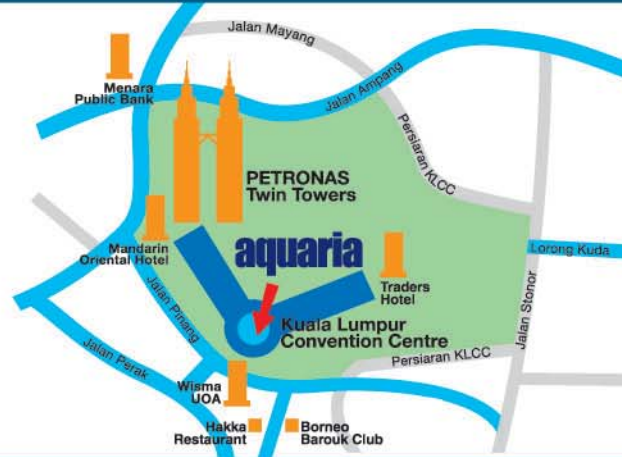 Jalan Mayang
Menara
Public Bank
Jalan Ampang
Persiaran KLCC
PETRONAS
Twin Towers
Mandarin
Oriental Hotel
aquaria
Lorong Kuda
Traders
Hotel
Jalan Pinang
Jalan Stonor
Kuala Lumpur
Convention Centre
Persiaran KLCC
Jalan Perak
Wisma
UOA
Hakka
Restaurant
Borneo
Barouk Club